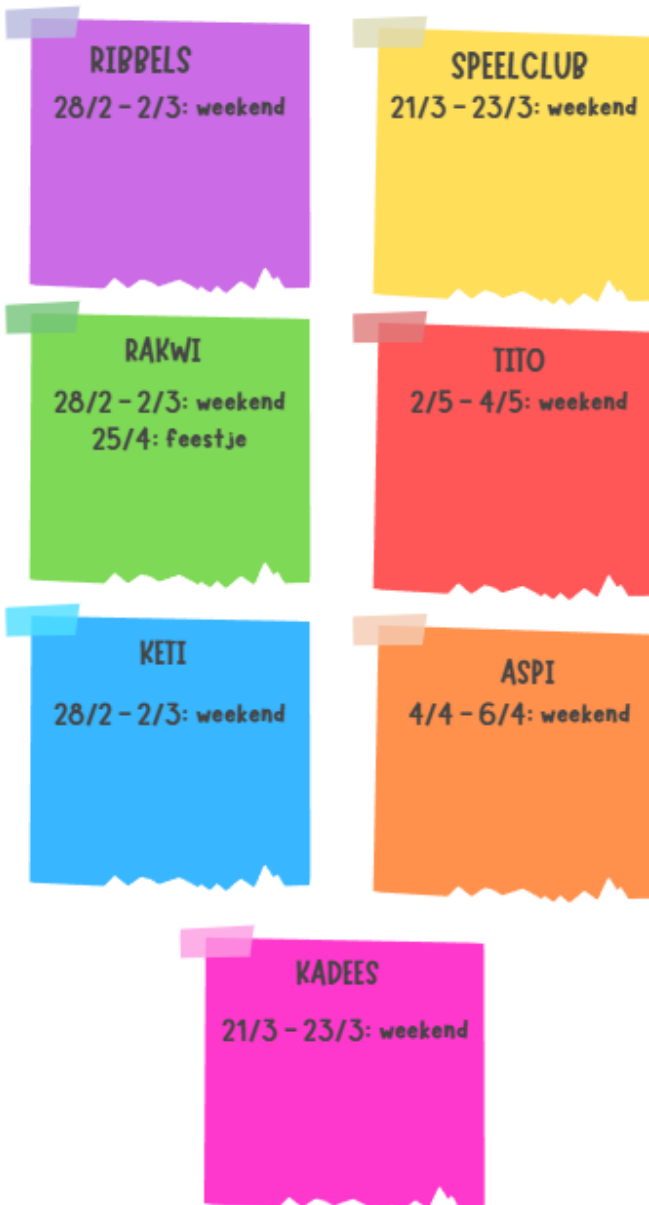 RIBBELS
28/2 - 2/3: weekend
SPEELCLUB
21/3 - 23/3: weekend
RAKWI
28/2 - 2/3: weekend
25/4: feestje
TITO
2/5 - 4/5: weekend
KETI
28/2 - 2/3: weekend
ASPI
4/4 - 6/4: weekend
KADEES
21/3 - 23/3: weekend